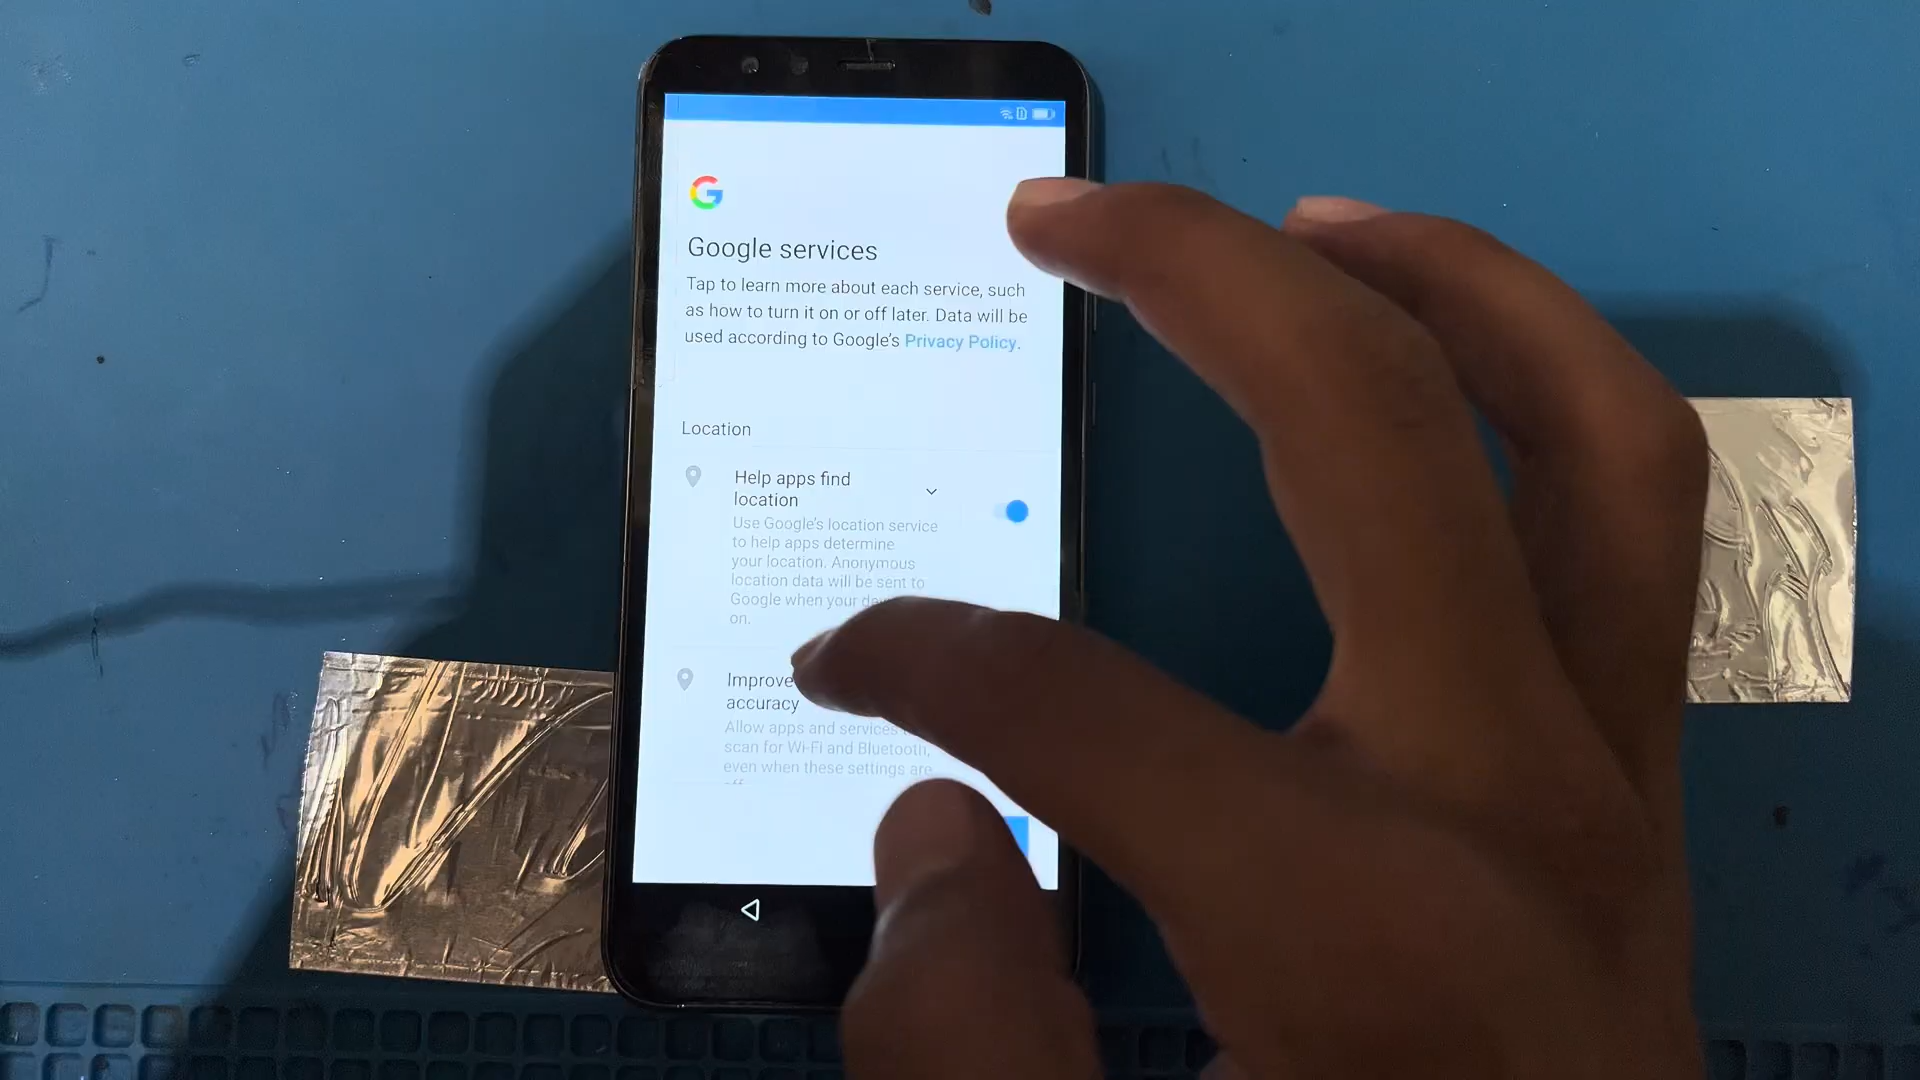 Google services
Tap to learn more about each service, such
as how to turn it on or off later. Data will be
used according to Google's Privacy Policy.
Location
Help apps find
location
Use Google's location service
to help apps determine
your location. Anonymous
location data will be sent to
Google when your
on.
Improve
accuracy
Allow apps and services
scan for Wi-Fi and Bluetooth,
even when these settings are